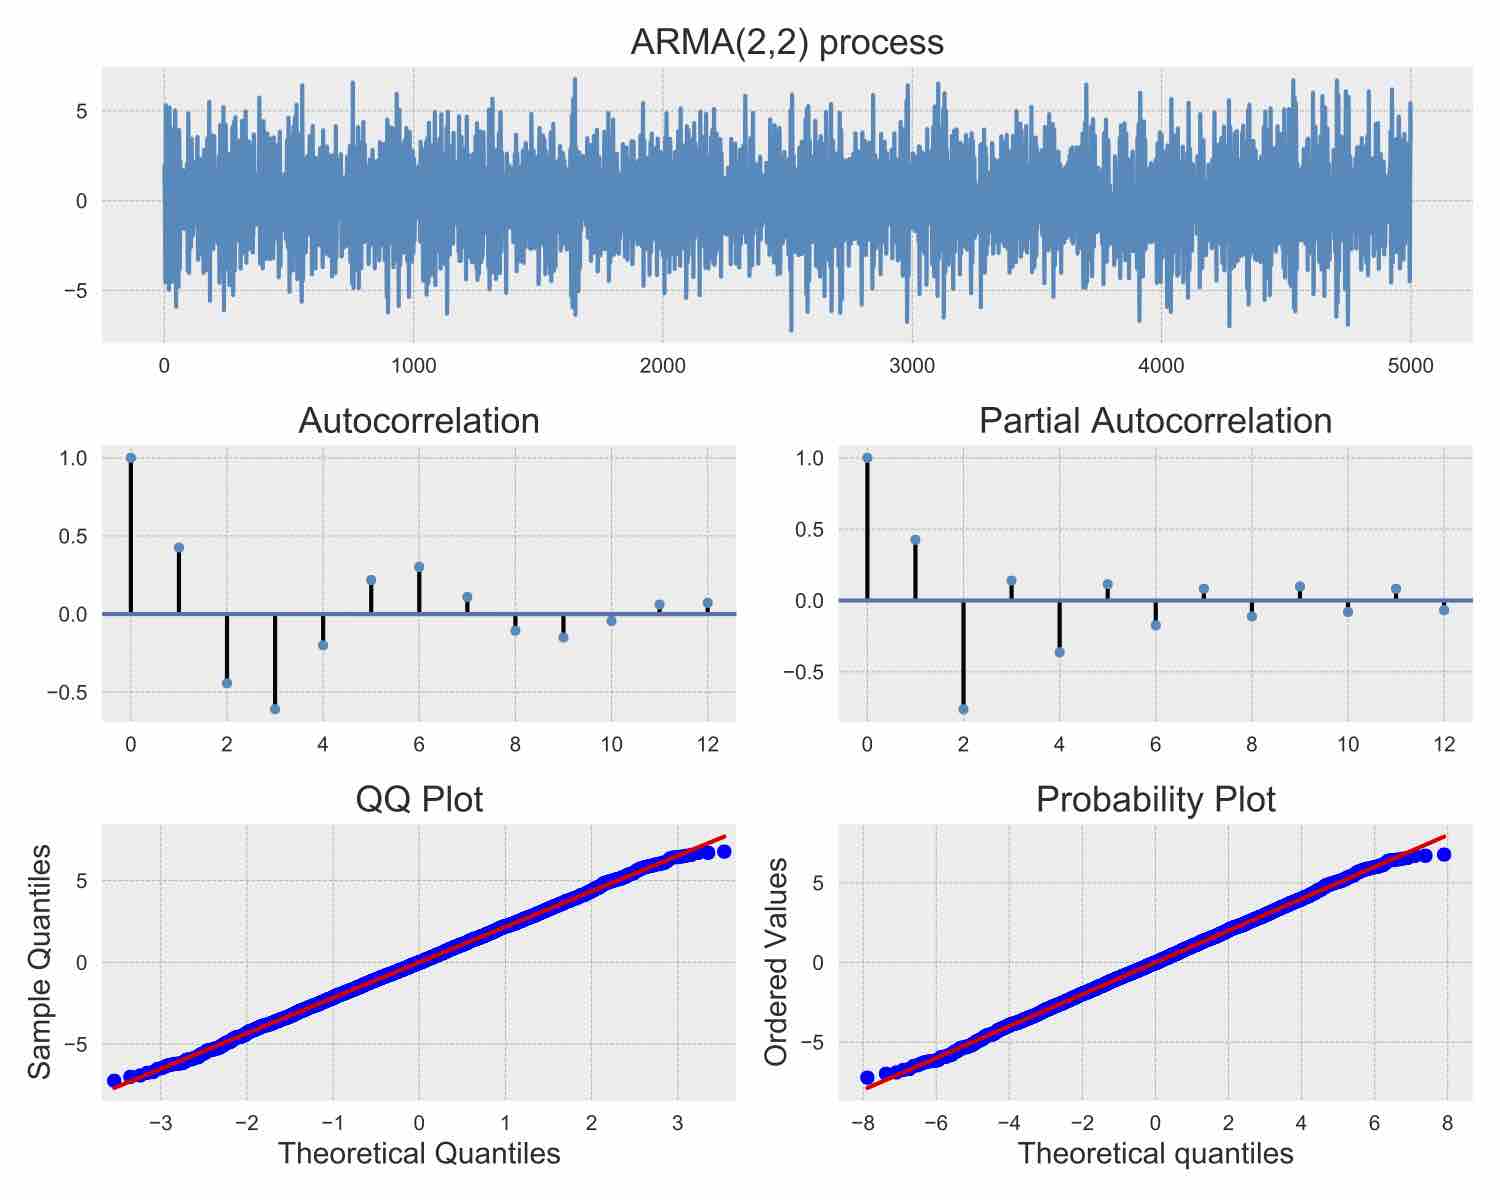 ARMA(2,2) process
5
0
−5
0 1000 2000 3000 4000 5000
Autocorrelation
1.0
0.5
0.0
−0.5
0 2 4 6 8 10 12
Partial Autocorrelation
1.0
0.5
0.0
−0.5
0 2 4 6 8 10 12
QQ Plot
Sample Quantiles
5
0
−5
−3 −2 −1 0 1 2 3
Theoretical Quantiles
Probability Plot
Ordered Values
5
0
−5
−8 −6 −4 −2 0 2 4 6 8
Theoretical quantiles